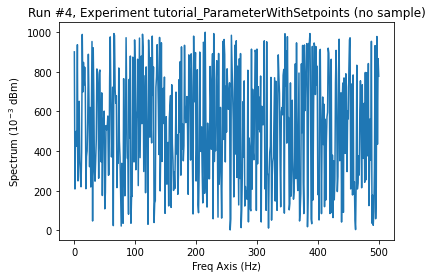 Run #4, Experiment tutorial_ParameterWithSetpoints (no sample)
Spectrum (10⁻³ dBm)
1000
800
600
400
200
0
0 100 200 300 400 500
Freq Axis (Hz)